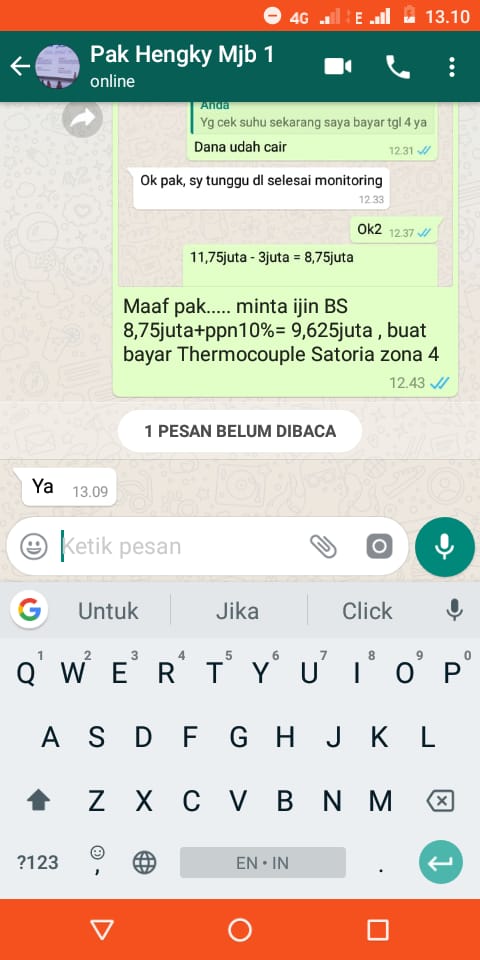 4G E 13.10
Pak Hengky Mjb 1
online
Anda
Yg cek suhu sekarang saya bayar tgl 4 ya
Dana udah cair 12.31
Ok pak, sy tunggu dl selesai monitoring
12.33
Ok2 12.37
11,75juta - 3juta = 8,75juta
Maaf pak..... minta ijin BS
8,75juta+ppn10%= 9,625juta , buat
bayar Thermocouple Satoria zona 4
12.43
1 PESAN BELUM DIBACA
Ya 13.09
Ketik pesan
G Untuk Jika Click
1 2 3 4 5 6 7 8 9 0
Q W E R T Y U I O P
A S D F G H J K L
Z X C V B N M
?123 , EN • IN .